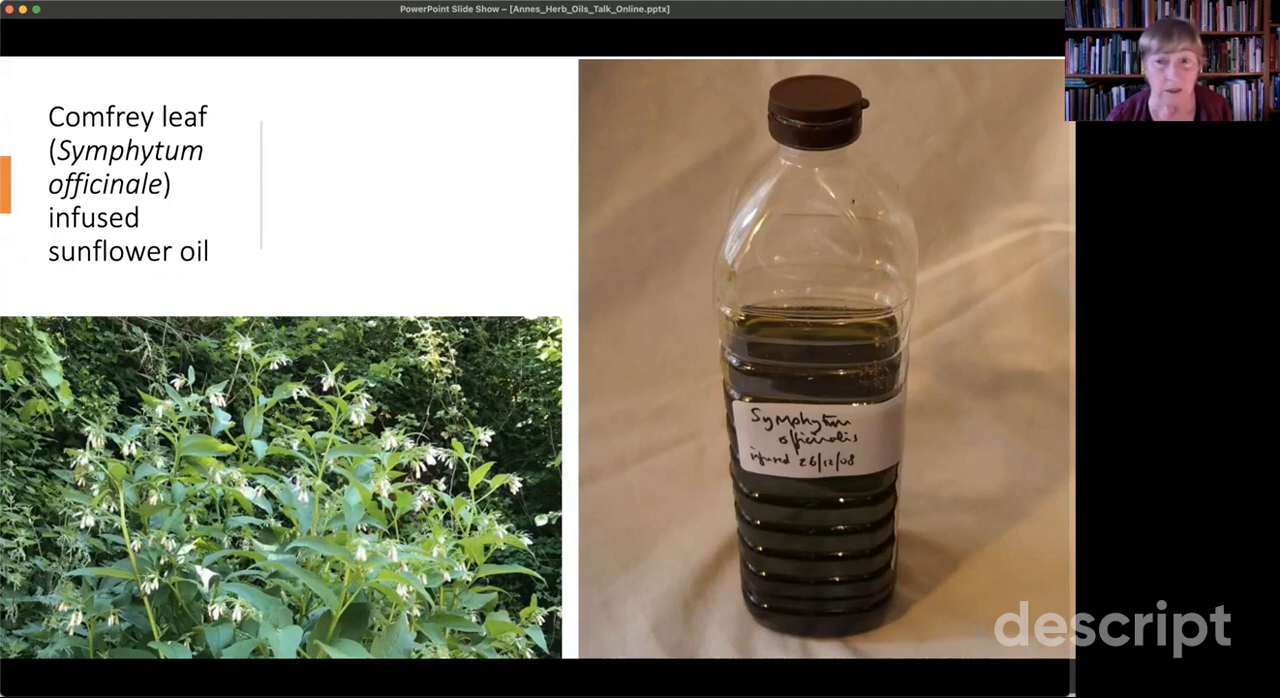 PowerPoint Slide Show – [Annes_Herb_Oils_Talk_Online.pptx]
Comfrey leaf
(Symphytum
officinale)
infused
sunflower oil
Symphytum
officinalis
infused 26/12/08
descript